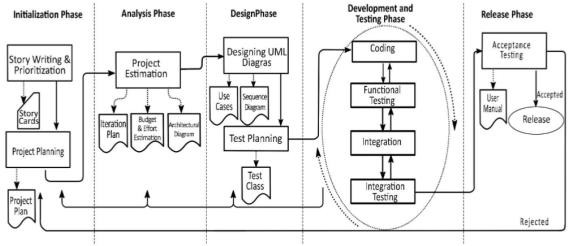 Initialization Phase
Story Writing &
Prioritization
Story
Cards
Project Planning
Project
Plan
Analysis Phase
Project
Estimation
Iteration
Plan
Budget
& Effort
Estimation
Architectural
Diagram
DesignPhase
Designing UML
Diagras
Use
Cases
Sequence
Diagram
Test Planning
Test
Class
Development and
Testing Phase
Coding
Functional
Testing
Integration
Integration
Testing
Release Phase
Acceptance
Testing
User
Manual
Accepted
Release
Rejected